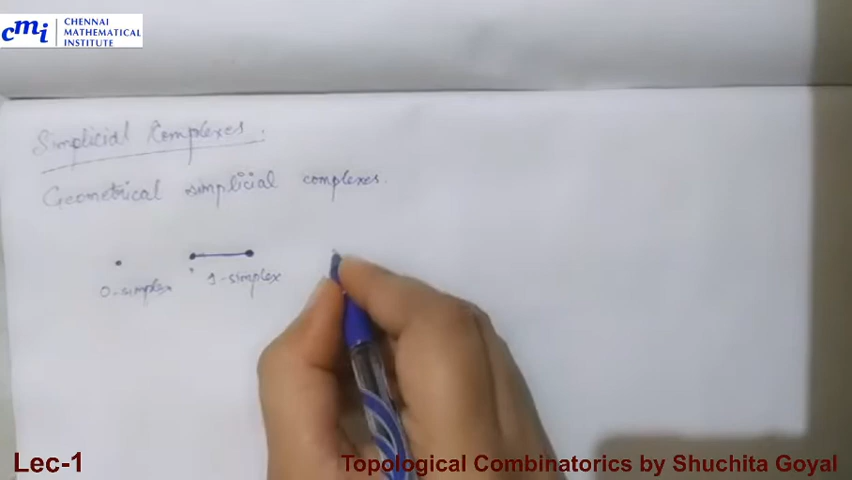 cmi CHENNAI
MATHEMATICAL
INSTITUTE
Simplicial Complexes.
Geometrical simplicial complexes.
0-simplex 1-simplex
Lec-1
Topological Combinatorics by Shuchita Goyal